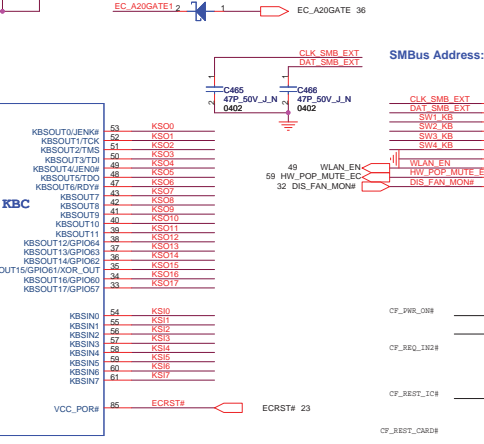 EC_A20GATE1 2 1 EC_A20GATE 36
CLK_SMB_EXT
DAT_SMB_EXT
SMBus Address:
1 1
C465 C466
47P_50V_J_N 47P_50V_J_N
0402 0402
2 2
CLK_SMB_EXT
DAT_SMB_EXT
SW1_KB
SW2_KB
SW3_KB
SW4_KB
49 WLAN_EN WLAN_EN
59 HW_POP_MUTE_EC HW_POP_MUTE_E
32 DIS_FAN_MON# DIS_FAN_MON#
KBC
KBSOUT0/JENK# 53 KSO0
KBSOUT1/TCK 52 KSO1
KBSOUT2/TMS 51 KSO2
KBSOUT3/TDI 50 KSO3
KBSOUT4/JEN0# 49 KSO4
KBSOUT5/TDO 48 KSO5
KBSOUT6/RDY# 47 KSO6
KBSOUT7 43 KSO7
KBSOUT8 42 KSO8
KBSOUT9 41 KSO9
KBSOUT10 40 KSO10
KBSOUT11 39 KSO11
KBSOUT12/GPIO64 38 KSO12
KBSOUT13/GPIO63 37 KSO13
KBSOUT14/GPIO62 36 KSO14
OUT15/GPIO61/XOR_OUT 35 KSO15
KBSOUT16/GPIO60 34 KSO16
KBSOUT17/GPIO57 33 KSO17
KBSIN0 54 KSI0
KBSIN1 55 KSI1
KBSIN2 56 KSI2
KBSIN3 57 KSI3
KBSIN4 58 KSI4
KBSIN5 59 KSI5
KBSIN6 60 KSI6
KBSIN7 61 KSI7
VCC_POR# 85 ECRST# ECRST# 23
CF_PWR_ON#
CF_REQ_IN2#
CF_REST_IC#
CF_REST_CARD#